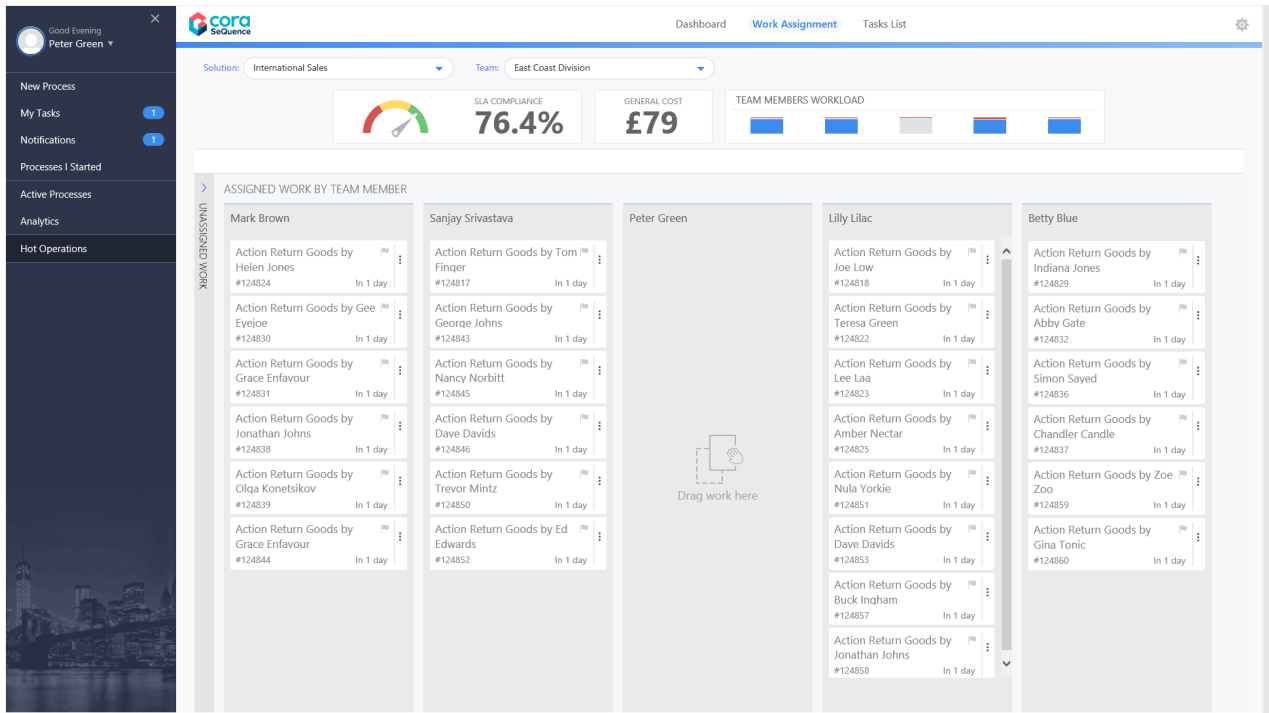 Good Evening
Peter Green
New Process
My Tasks 1
Notifications 1
Processes I Started
Active Processes
Analytics
Hot Operations
cora
SeQuence
Dashboard Work Assignment Tasks List
Solution: International Sales Team: East Coast Division
SLA COMPLIANCE
76.4%
GENERAL COST
£79
TEAM MEMBERS WORKLOAD
UNASSIGNED WORK
ASSIGNED WORK BY TEAM MEMBER
Mark Brown
Action Return Goods by
Helen Jones
#124824 In 1 day
Action Return Goods by Gee
Eyejoe
#124830 In 1 day
Action Return Goods by
Grace Enfavour
#124831 In 1 day
Action Return Goods by
Jonathan Johns
#124838 In 1 day
Action Return Goods by
Olga Konetsikov
#124839 In 1 day
Action Return Goods by
Grace Enfavour
#124844 In 1 day
Sanjay Srivastava
Action Return Goods by Tom
Finger
#124817 In 1 day
Action Return Goods by
George Johns
#124843 In 1 day
Action Return Goods by
Nancy Norbitt
#124845 In 1 day
Action Return Goods by
Dave Davids
#124846 In 1 day
Action Return Goods by
Trevor Mintz
#124850 In 1 day
Action Return Goods by Ed
Edwards
#124852 In 1 day
Peter Green
Drag work here
Lilly Lilac
Action Return Goods by
Joe Low
#124818 In 1 day
Action Return Goods by
Teresa Green
#124822 In 1 day
Action Return Goods by
Lee Laa
#124823 In 1 day
Action Return Goods by
Amber Nectar
#124825 In 1 day
Action Return Goods by
Nula Yorkie
#124851 In 1 day
Action Return Goods by
Dave Davids
#124853 In 1 day
Action Return Goods by
Buck Ingham
#124857 In 1 day
Action Return Goods by
Jonathan Johns
#124858 In 1 day
Betty Blue
Action Return Goods by
Indiana Jones
#124829 In 1 day
Action Return Goods by
Abby Gate
#124832 In 1 day
Action Return Goods by
Simon Sayed
#124836 In 1 day
Action Return Goods by
Chandler Candle
#124837 In 1 day
Action Return Goods by Zoe
Zoo
#124859 In 1 day
Action Return Goods by
Gina Tonic
#124860 In 1 day